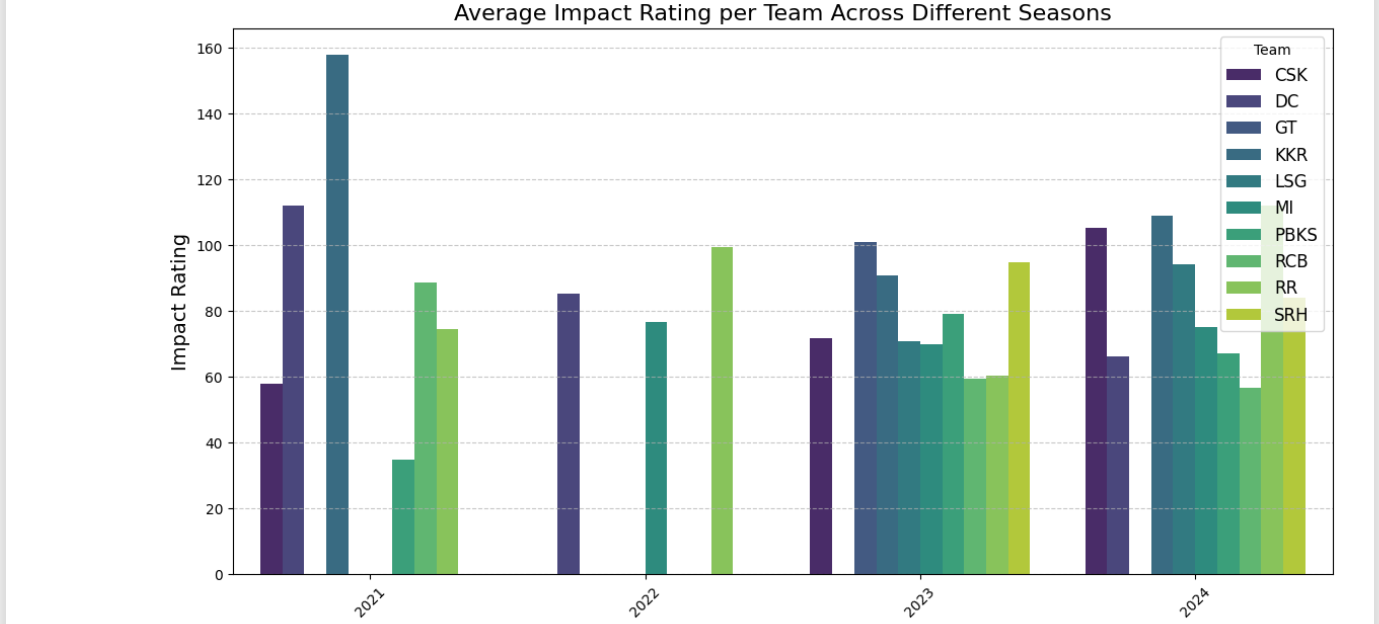 Average Impact Rating per Team Across Different Seasons
160
140
120
100
80
60
40
20
0
Impact Rating
2021
2022
2023
2024
Team
CSK
DC
GT
KKR
LSG
MI
PBKS
RCB
RR
SRH